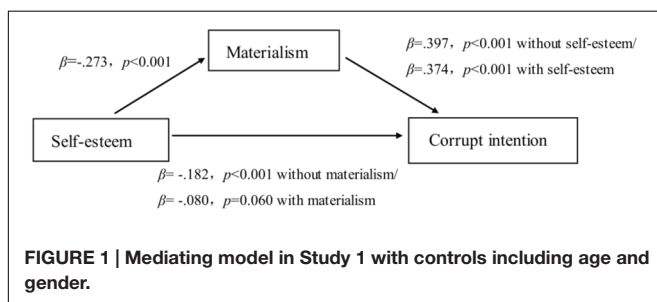 Materialism
β=.397, p<0.001 without self-esteem/
β=.374, p<0.001 with self-esteem
β=-.273, p<0.001
Self-esteem
Corrupt intention
β= -.182, p<0.001 without materialism/
β= -.080, p=0.060 with materialism
FIGURE 1 | Mediating model in Study 1 with controls including age and
gender.